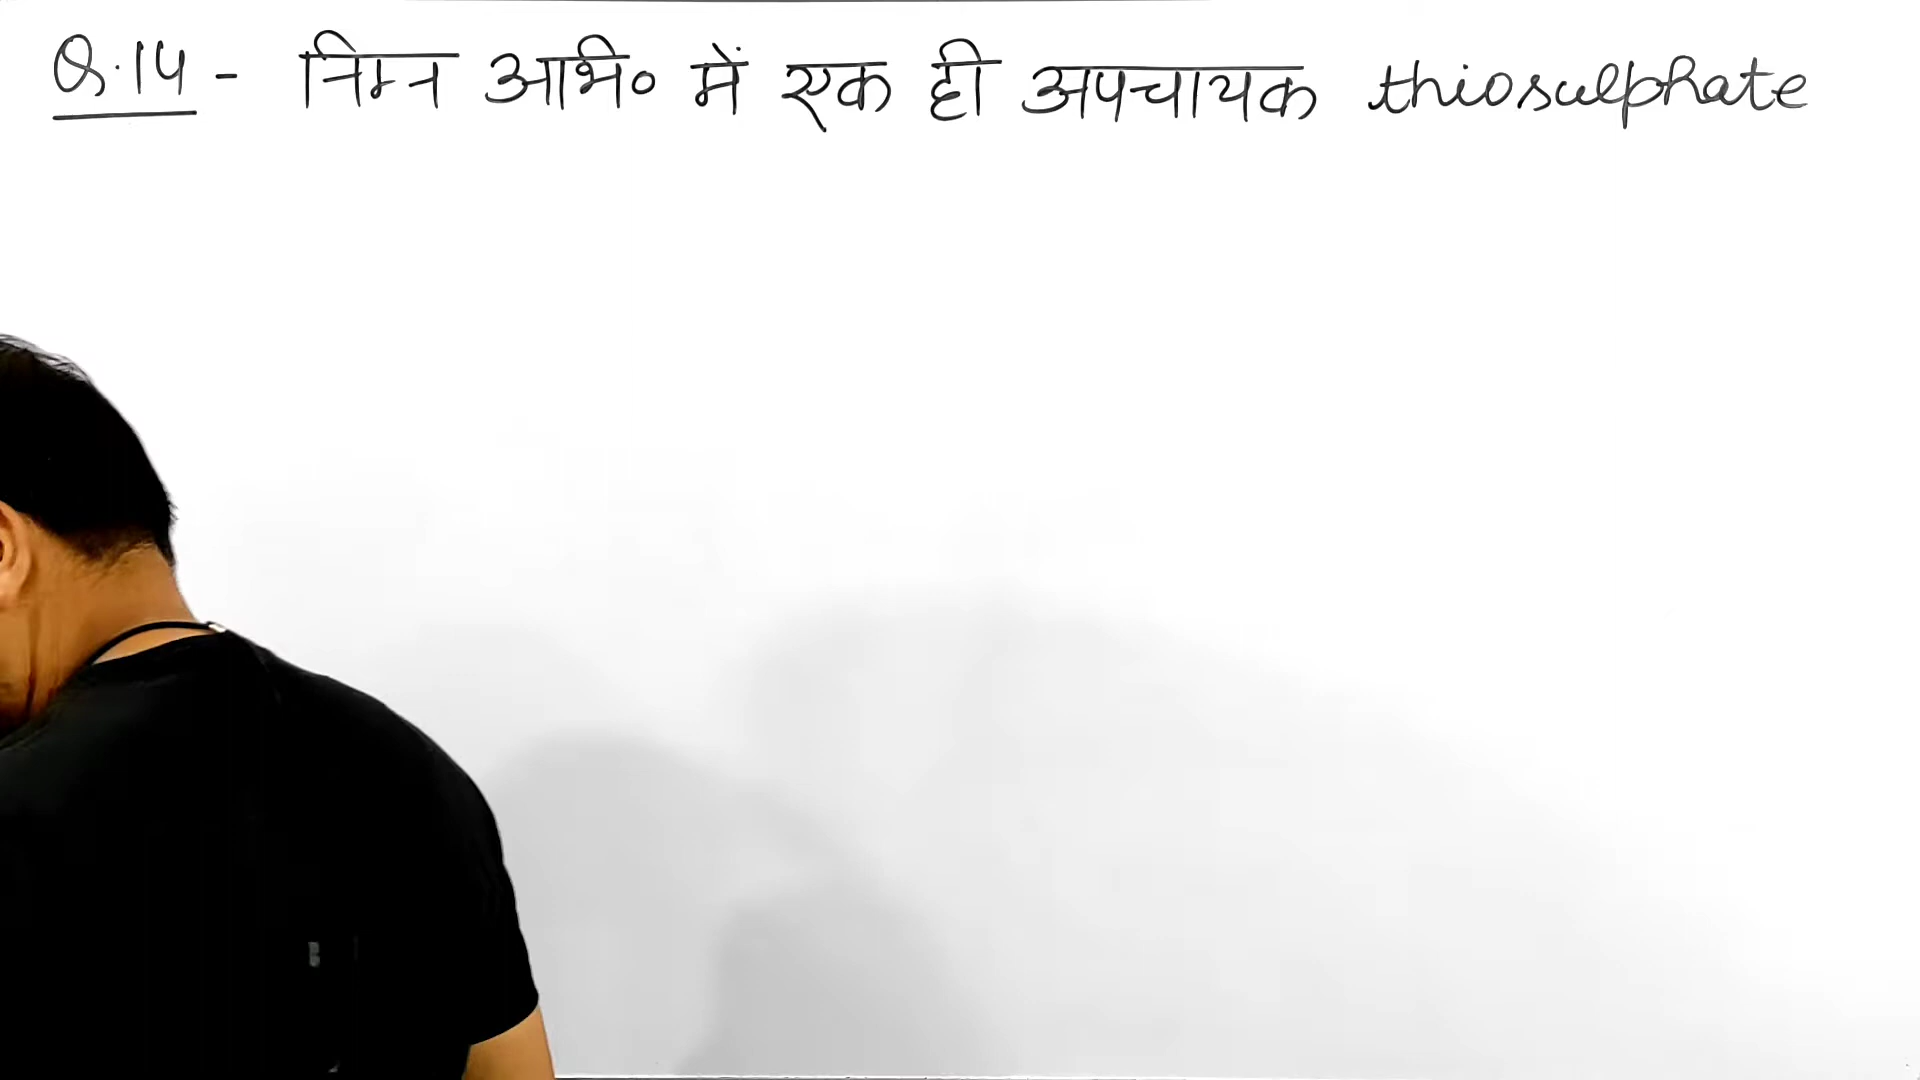 Q.14 - निम्न अभि० में एक ही अपचायक thiosulphate